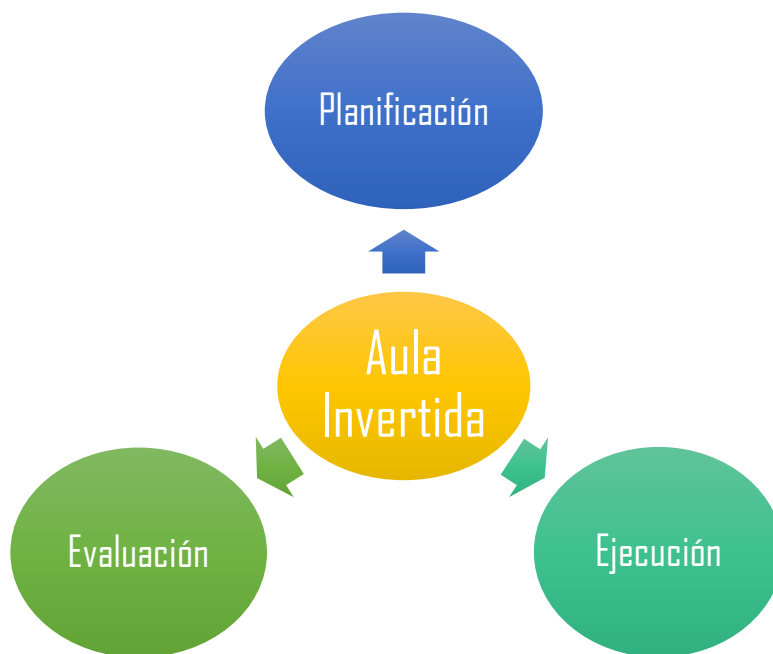 Planificación
Aula
Invertida
Evaluación
Ejecución